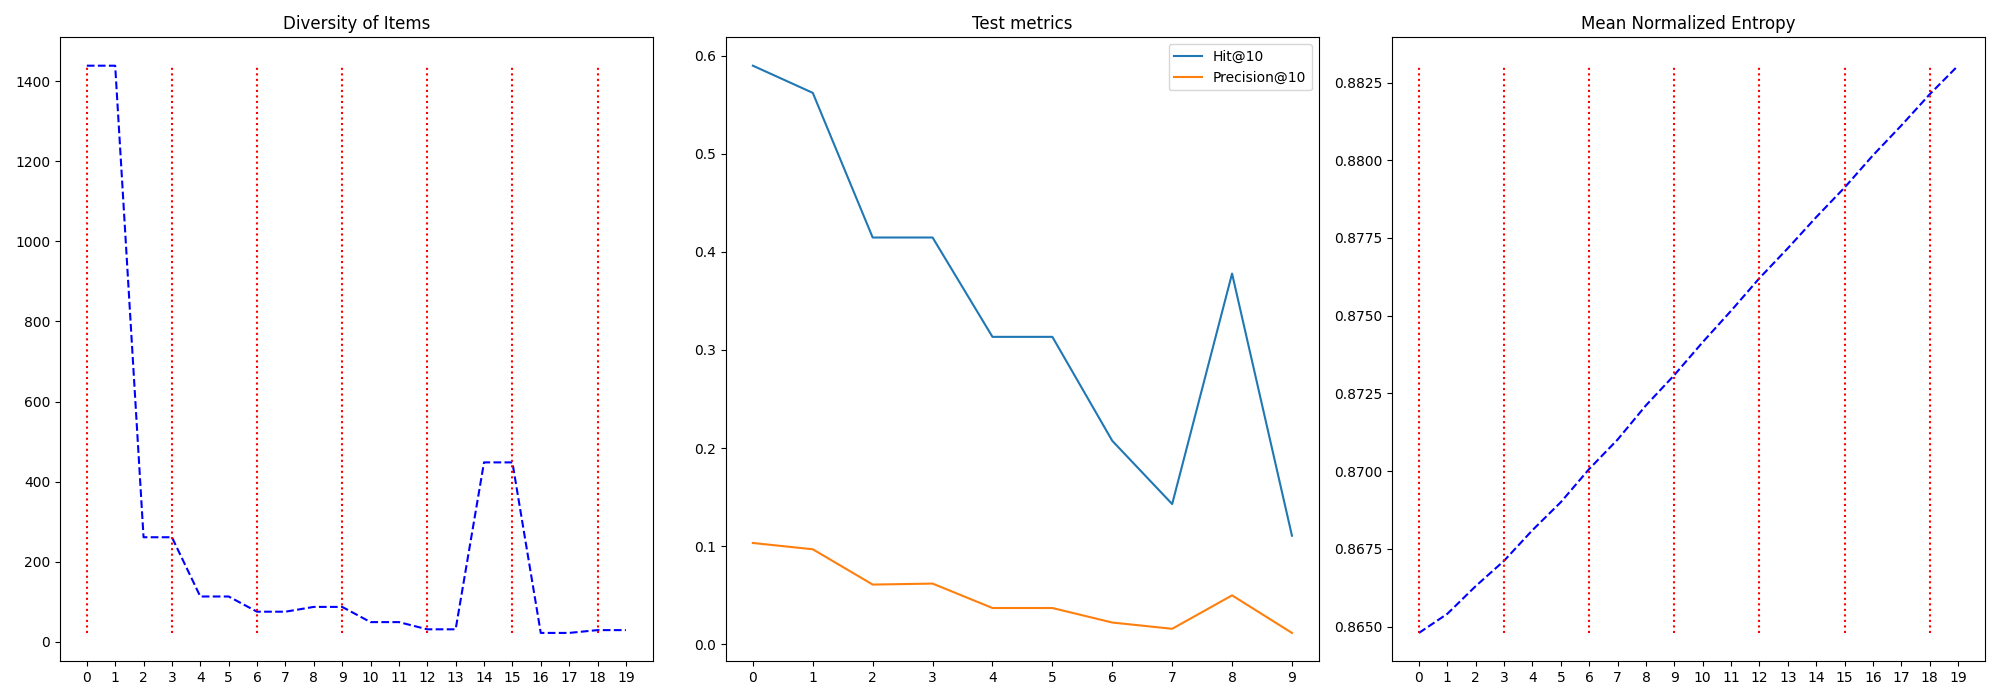 Diversity of Items
1400
1200
1000
800
600
400
200
0
0 1 2 3 4 5 6 7 8 9 10 11 12 13 14 15 16 17 18 19
Test metrics
Hit@10
Precision@10
0.6
0.5
0.4
0.3
0.2
0.1
0.0
0 1 2 3 4 5 6 7 8 9
Mean Normalized Entropy
0.8825
0.8800
0.8775
0.8750
0.8725
0.8700
0.8675
0.8650
0 1 2 3 4 5 6 7 8 9 10 11 12 13 14 15 16 17 18 19